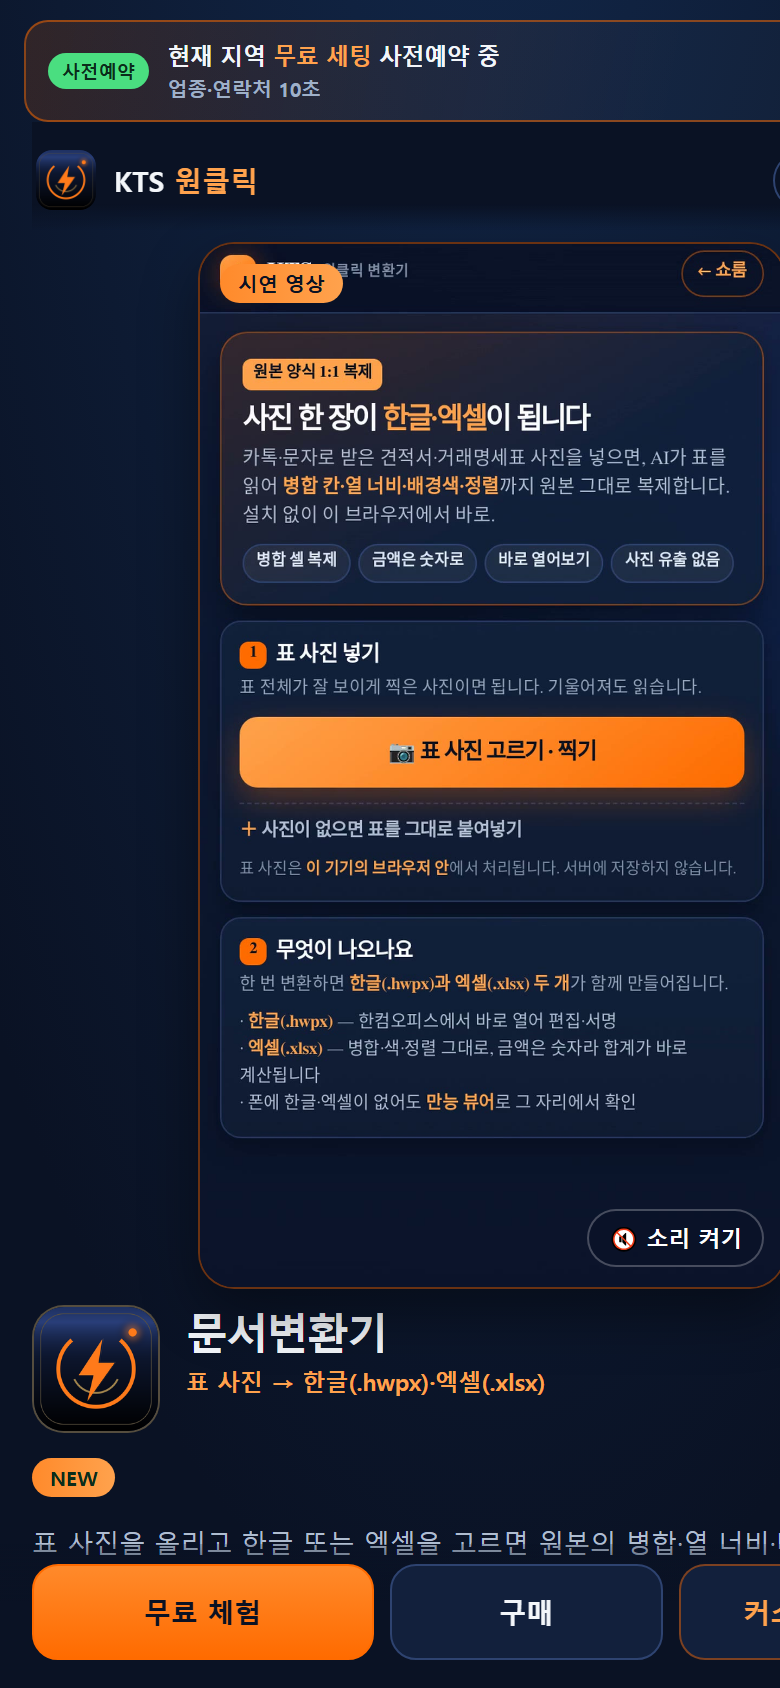 사전예약
현재 지역 무료 세팅 사전예약 중
업종·연락처 10초
KTS 원클릭
클릭 변환기
← 쇼룸
시연 영상
원본 양식 1:1 복제
사진 한 장이 한글·엑셀이 됩니다
카톡·문자로 받은 견적서·거래명세표 사진을 넣으면, AI가 표를
읽어 병합 칸·열 너비·배경색·정렬까지 원본 그대로 복제합니다.
설치 없이 이 브라우저에서 바로.
병합 셀 복제
금액은 숫자로
바로 열어보기
사진 유출 없음
1 표 사진 넣기
표 전체가 잘 보이게 찍은 사진이면 됩니다. 기울어져도 읽습니다.
표 사진 고르기 · 찍기
+ 사진이 없으면 표를 그대로 붙여넣기
표 사진은 이 기기의 브라우저 안에서 처리됩니다. 서버에 저장하지 않습니다.
2 무엇이 나오나요
한 번 변환하면 한글(.hwpx)과 엑셀(.xlsx) 두 개가 함께 만들어집니다.
· 한글(.hwpx) — 한컴오피스에서 바로 열어 편집·서명
· 엑셀(.xlsx) — 병합·색·정렬 그대로, 금액은 숫자라 합계가 바로
계산됩니다
· 폰에 한글·엑셀이 없어도 만능 뷰어로 그 자리에서 확인
소리 켜기
문서변환기
표 사진 → 한글(.hwpx)·엑셀(.xlsx)
NEW
표 사진을 올리고 한글 또는 엑셀을 고르면 원본의 병합·열 너비·
무료 체험
구매